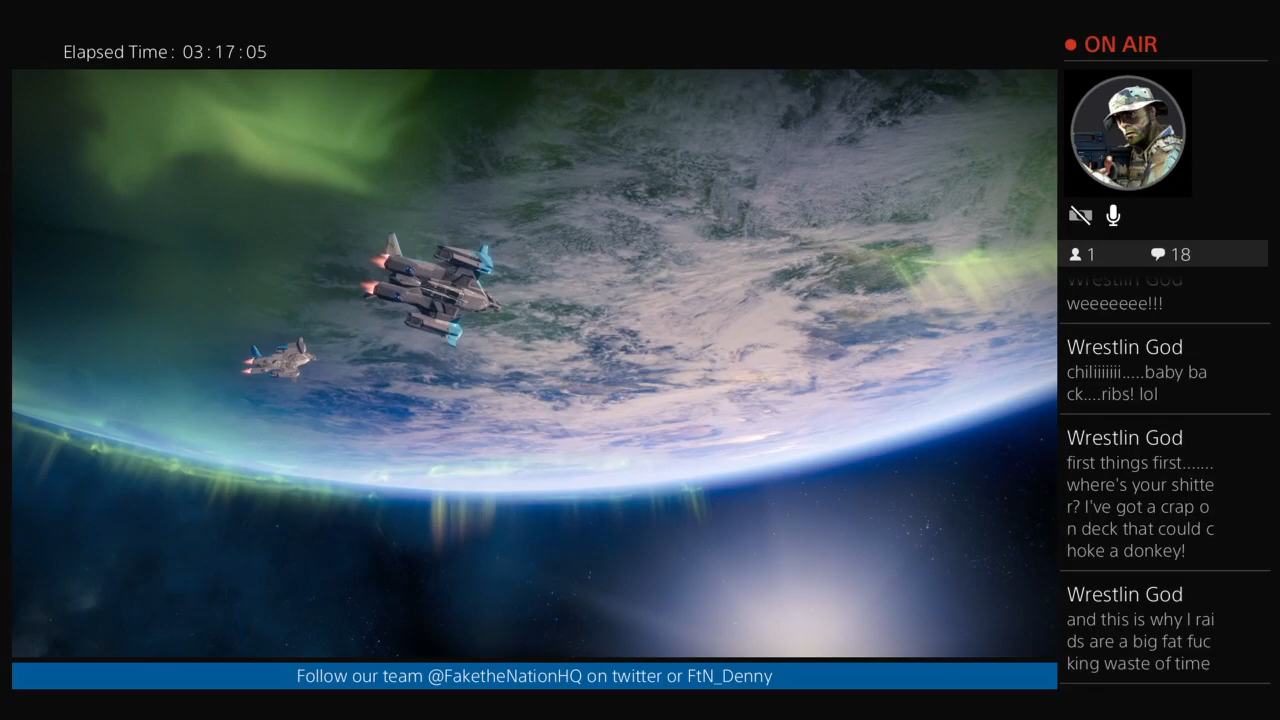 Elapsed Time: 03:17:05
ON AIR
1
18
Wrestlin God
weeeeeee!!!
Wrestlin God
chiliiiiiii.....baby ba
ck....ribs! lol
Wrestlin God
first things first.......
where's your shitte
r? I've got a crap o
n deck that could c
hoke a donkey!
Wrestlin God
and this is why I rai
ds are a big fat fuc
king waste of time
Follow our team @FaketheNationHQ on twitter or FtN_Denny